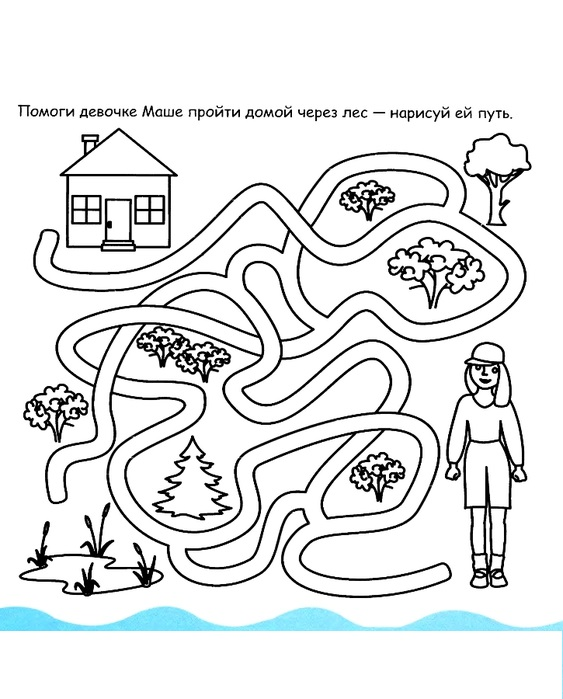 Помоги девочке Маше пройти домой через лес — нарисуй ей путь.